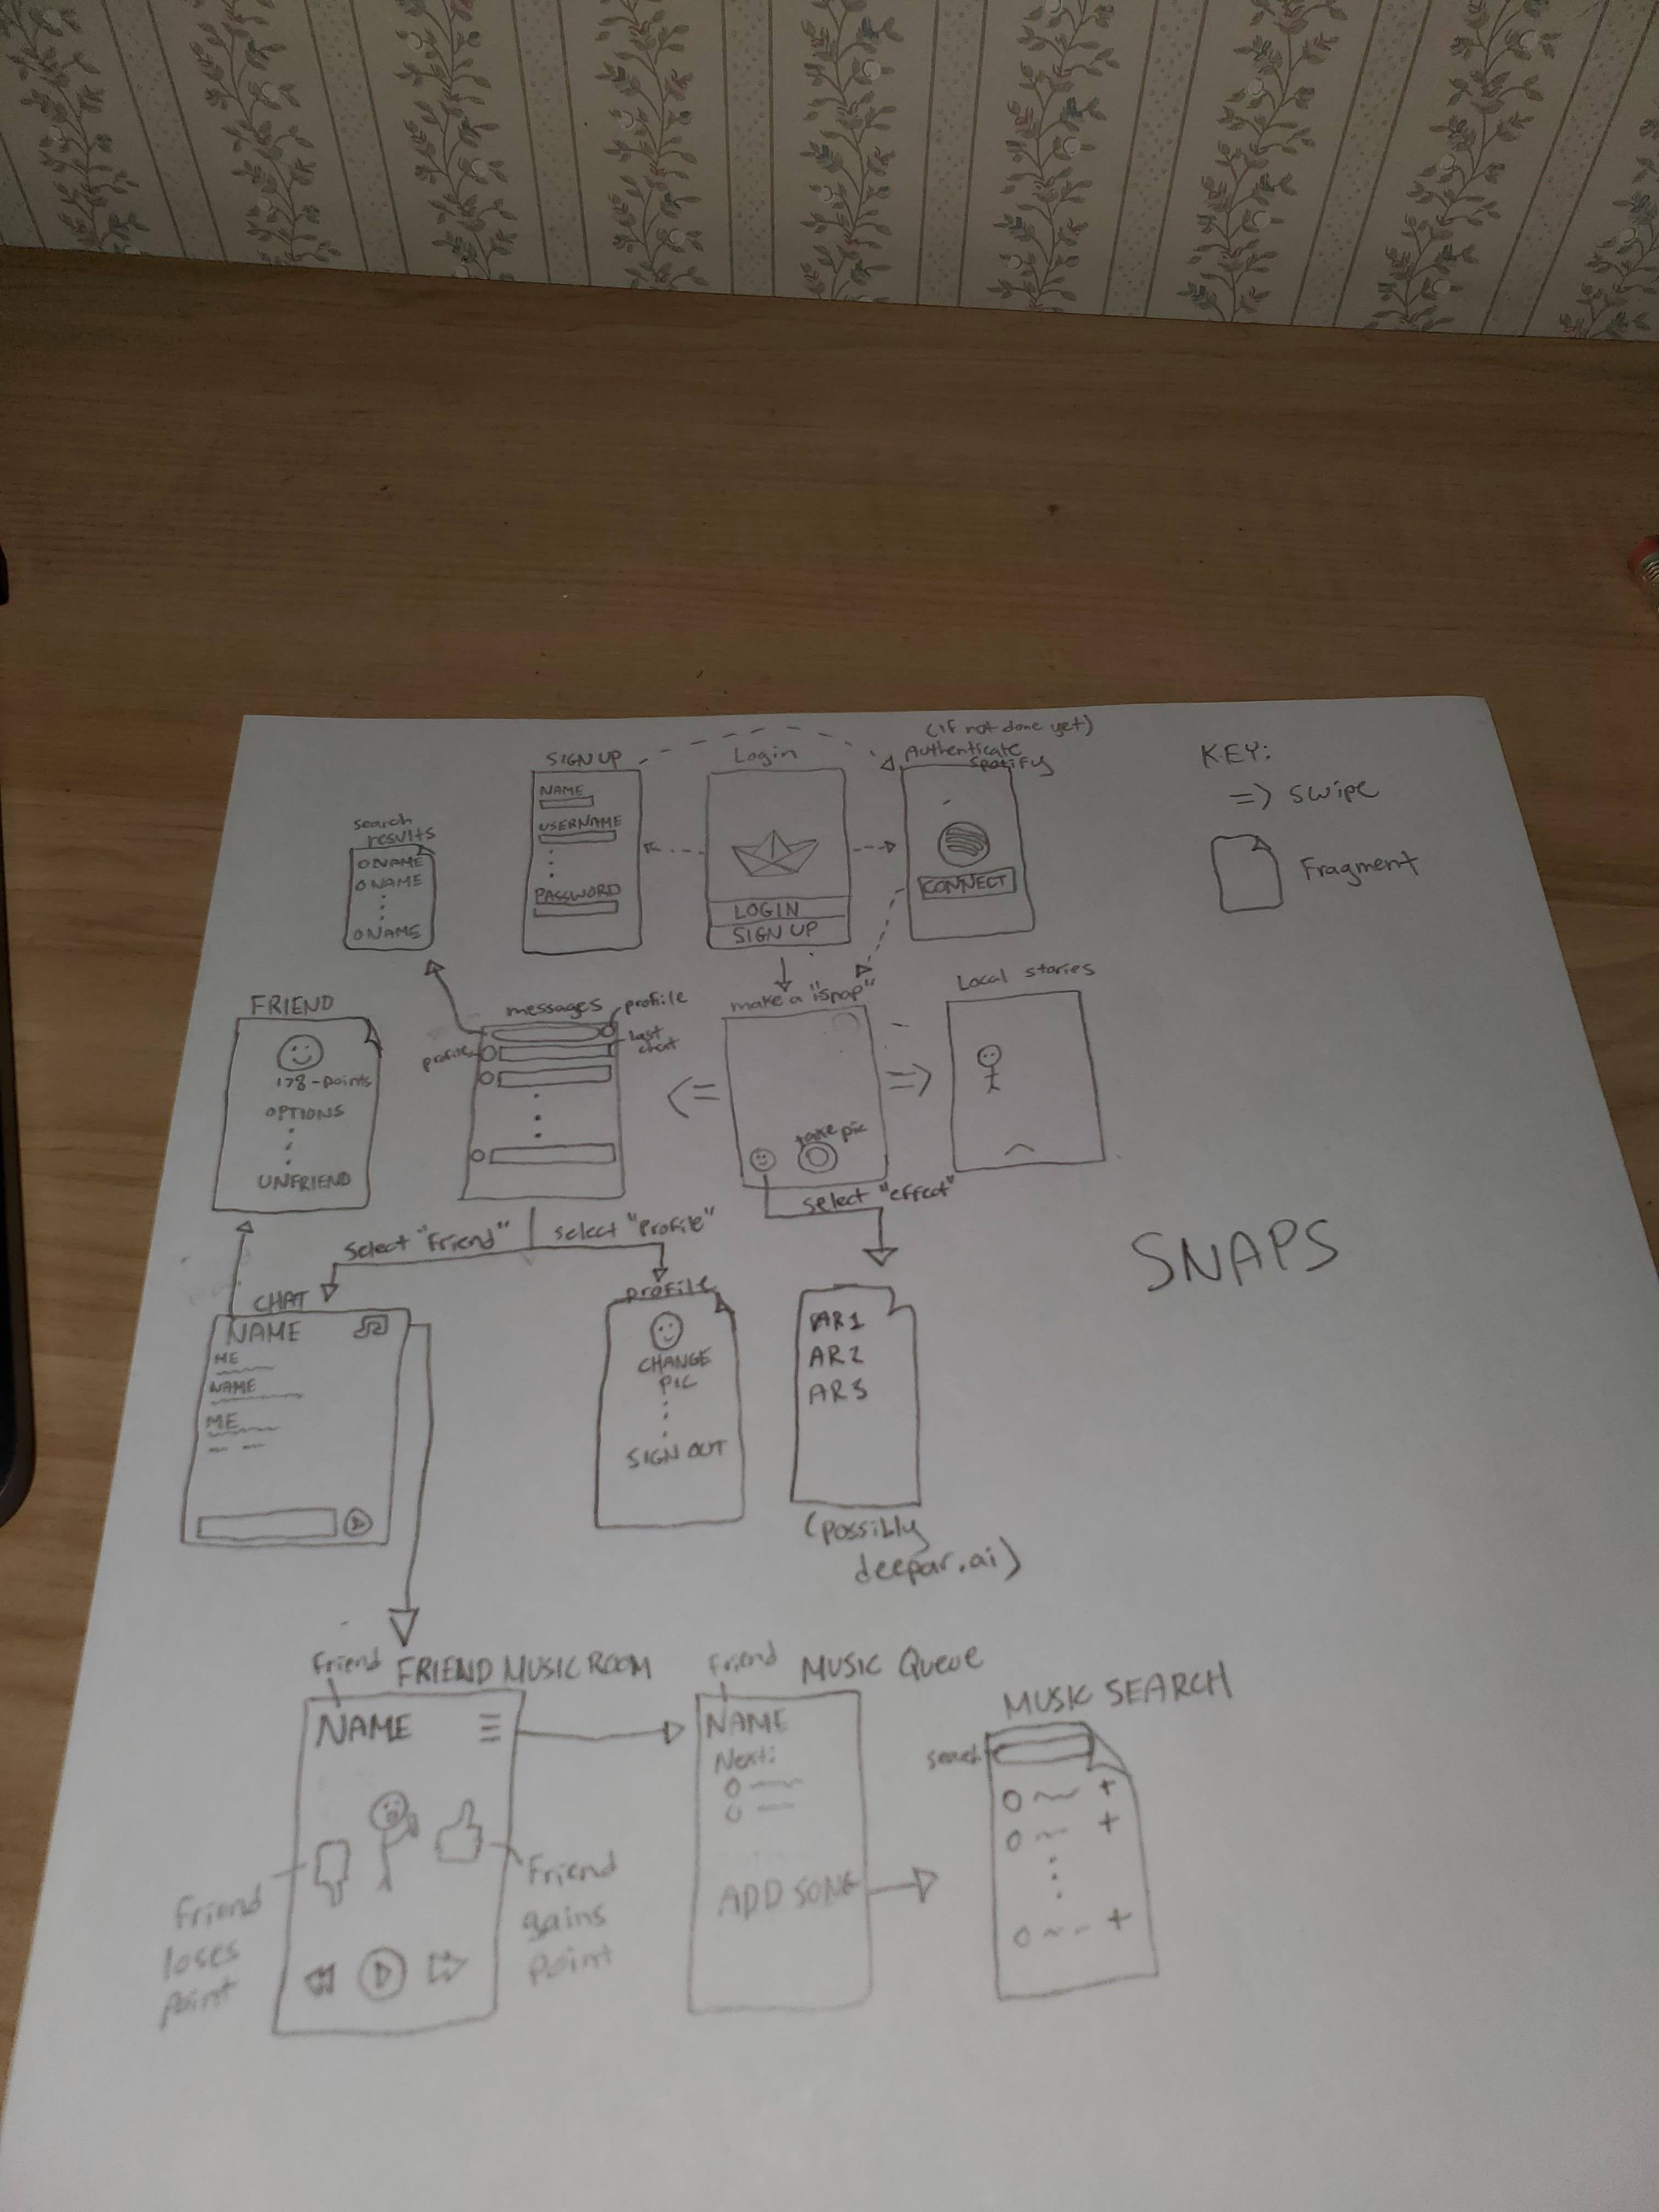 (if not done yet)
SIGN UP
Login
Authenticate
Spotify
KEY:
=> swipe
Fragment
NAME
USERNAME
PASSWORD
LOGIN
SIGN UP
CONNECT
search
results
O NAME
O NAME
O NAME
FRIEND
178-points
OPTIONS
UNFRIEND
messages
profile
profile
last
chat
make a "snap"
take pic
Local stories
<=
=>
select "effect"
SNAPS
Select "Friend"
select "Profile"
CHAT
NAME
ME
NAME
ME
profile
CHANGE
PIC
SIGN OUT
AR1
AR2
AR3
(possibly
deepar.ai)
Friend
FRIEND MUSIC ROOM
NAME
Friend
loses
point
Friend
gains
point
Friend
MUSIC Queue
NAME
Next:
ADD SONG
MUSIC SEARCH
search
+
+
+